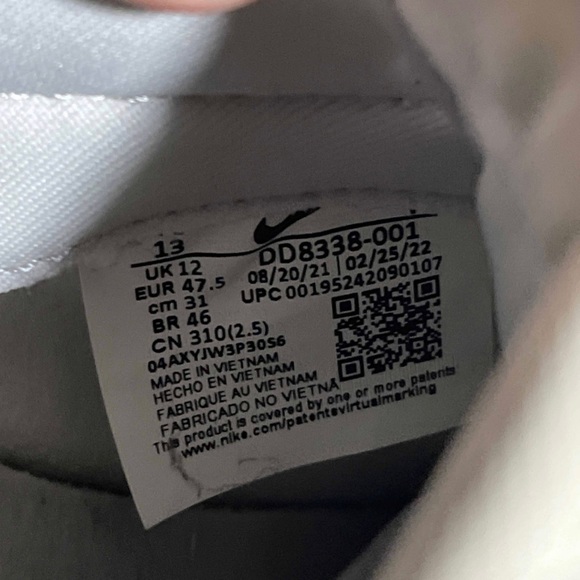 13
DD8338-001
UK 12
08/20/21 | 02/25/22
EUR 47.5
UPC 00195242090107
cm 31
BR 46
CN 310(2.5)
04AXYJW3P30S6
MADE IN VIETNAM
HECHO EN VIETNAM
FABRIQUE AU VIETNAM
FABRICADO NO VIETNÃ
This product is covered by one or more patents
www.nike.com/patentsvirtualmarking